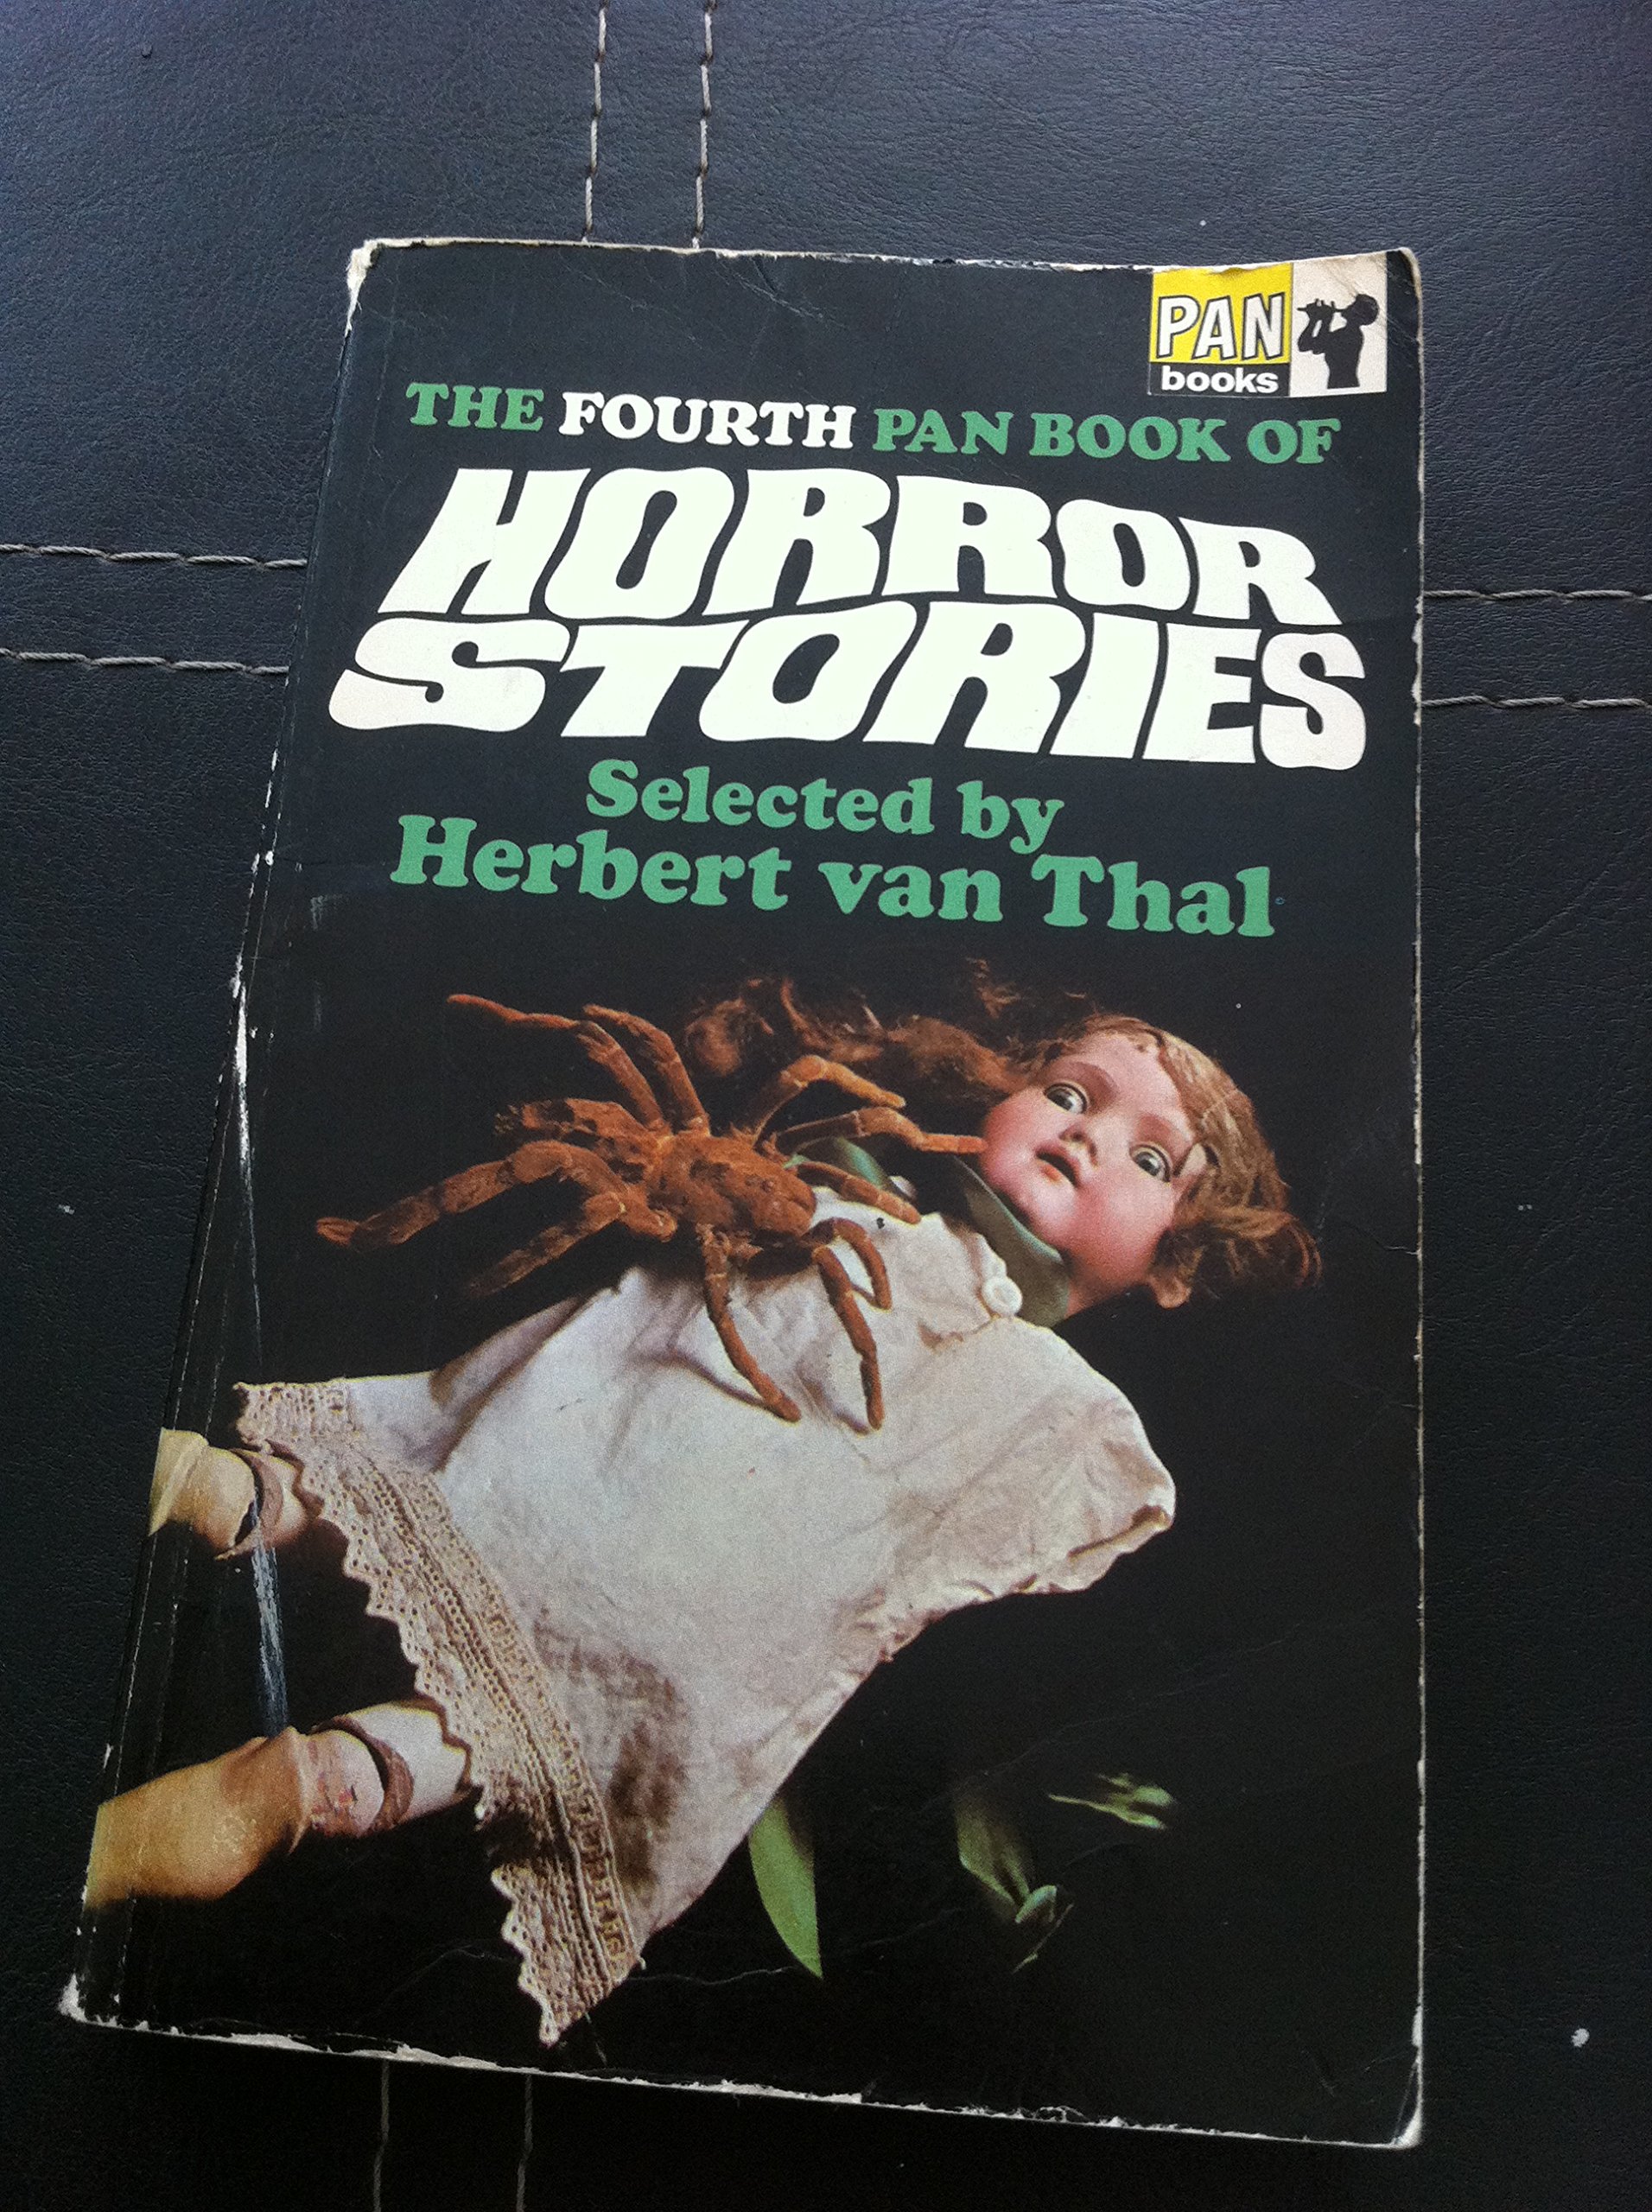 PAN
books
THE FOURTH PAN BOOK OF
HORROR
STORIES
Selected by
Herbert van Thal